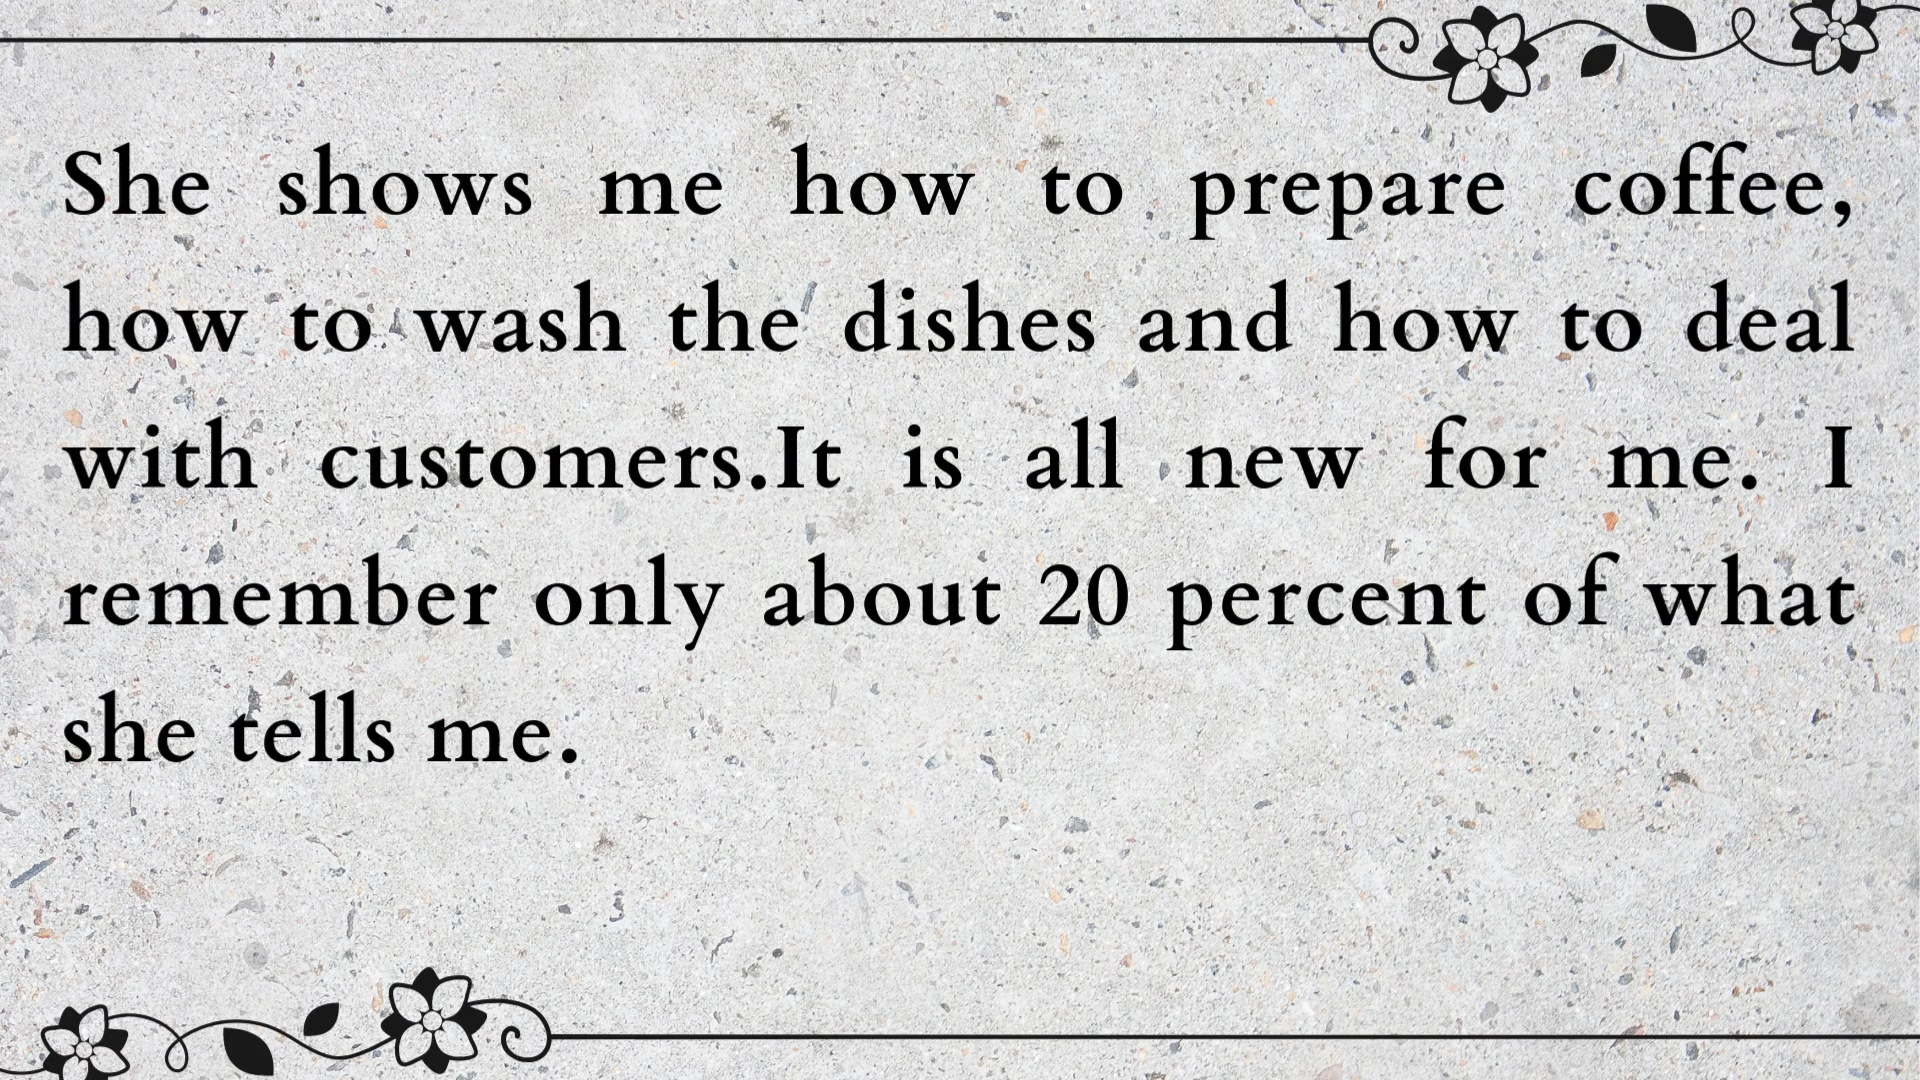 She shows me how to prepare coffee,
how to wash the dishes and how to deal
with customers.It is all new for me. I
remember only about 20 percent of what
she tells me.